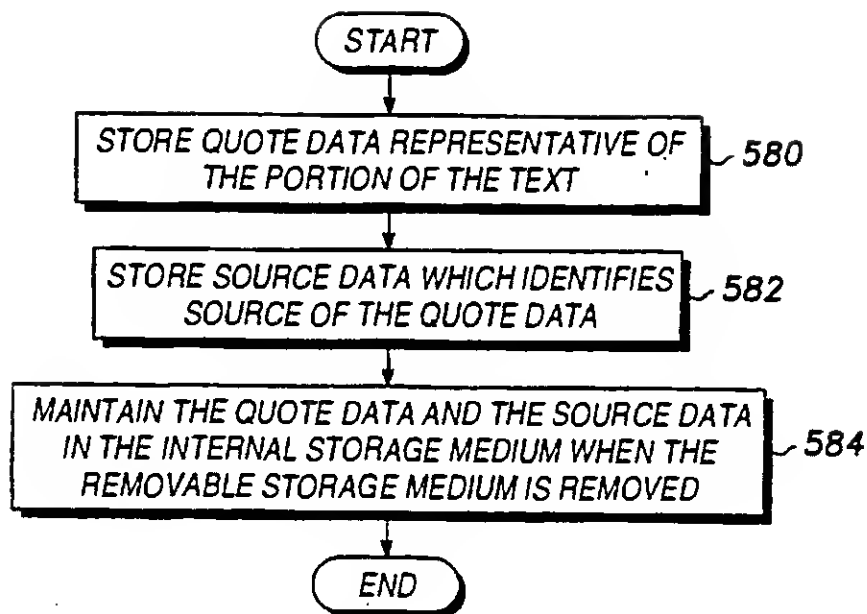 START
STORE QUOTE DATA REPRESENTATIVE OF
THE PORTION OF THE TEXT
580
STORE SOURCE DATA WHICH IDENTIFIES
SOURCE OF THE QUOTE DATA
582
MAINTAIN THE QUOTE DATA AND THE SOURCE DATA
IN THE INTERNAL STORAGE MEDIUM WHEN THE
REMOVABLE STORAGE MEDIUM IS REMOVED
584
END